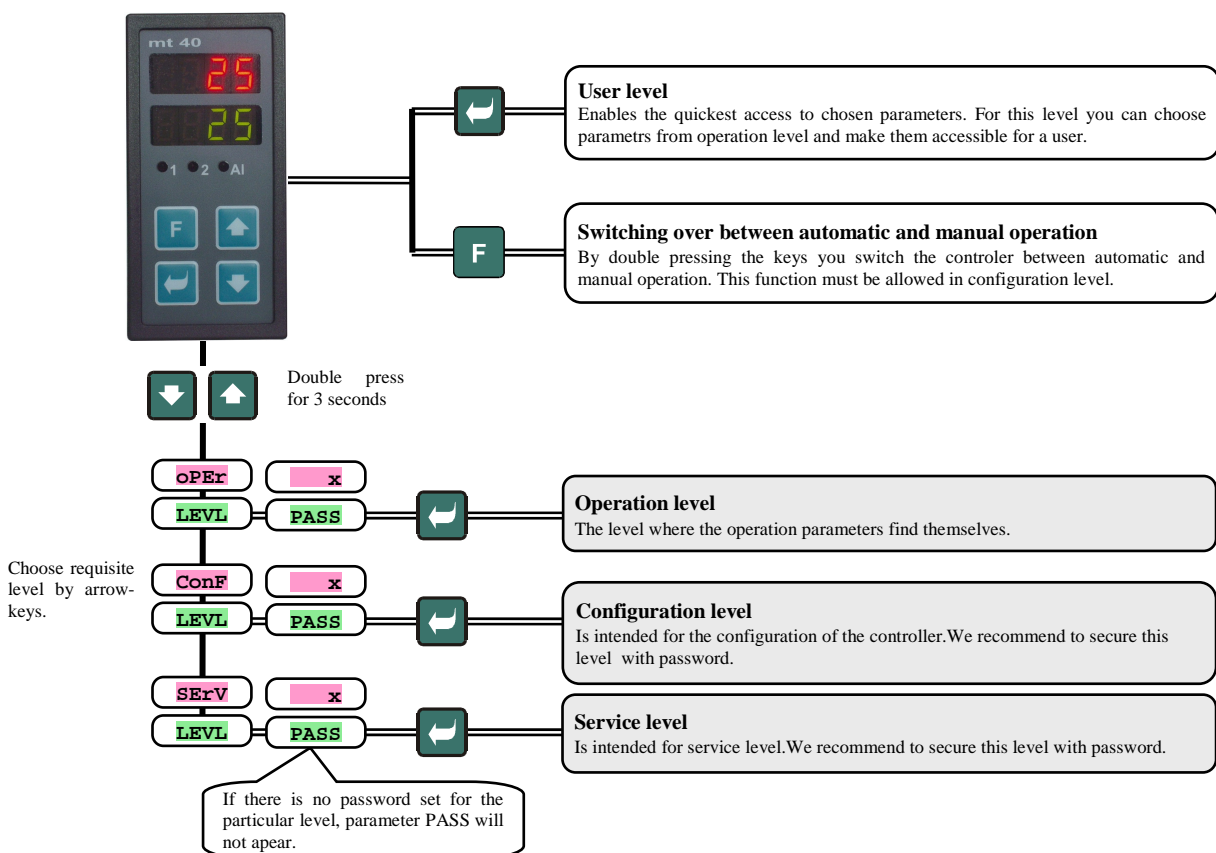 mt 40
25
25
1 2 Al
F
User level
Enables the quickest access to chosen parameters. For this level you can choose
parametrs from operation level and make them accessible for a user.
F
Switching over between automatic and manual operation
By double pressing the keys you switch the controler between automatic and
manual operation. This function must be allowed in configuration level.
Double press
for 3 seconds
oPEr x
LEVL PASS
Operation level
The level where the operation parameters find themselves.
Choose requisite
level by arrow-
keys.
ConF x
LEVL PASS
Configuration level
Is intended for the configuration of the controller.We recommend to secure this
level with password.
SErV x
LEVL PASS
Service level
Is intended for service level.We recommend to secure this level with password.
If there is no password set for the
particular level, parameter PASS will
not apear.